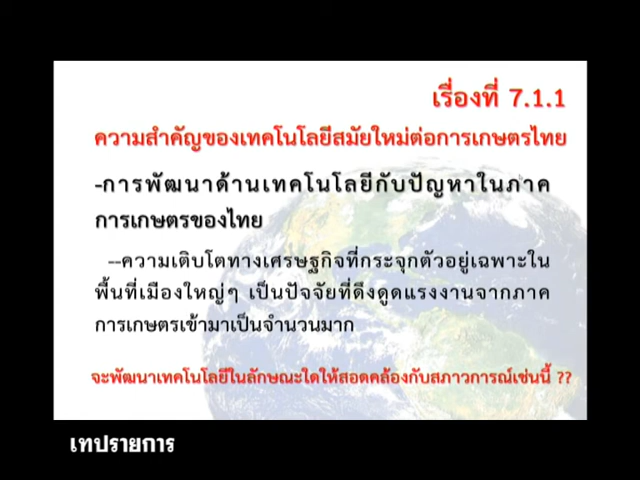 เรื่องที่ 7.1.1
ความสำคัญของเทคโนโลยีสมัยใหม่ต่อการเกษตรไทย
-การพัฒนาด้านเทคโนโลยีกับปัญหาในภาค
การเกษตรของไทย
--ความเติบโตทางเศรษฐกิจที่กระจุกตัวอยู่เฉพาะใน
พื้นที่เมืองใหญ่ๆ เป็นปัจจัยที่ดึงดูดแรงงานจากภาค
การเกษตรเข้ามาเป็นจำนวนมาก
จะพัฒนาเทคโนโลยีในลักษณะใดให้สอดคล้องกับสภาวการณ์เช่นนี้ ??
เทปรายการ